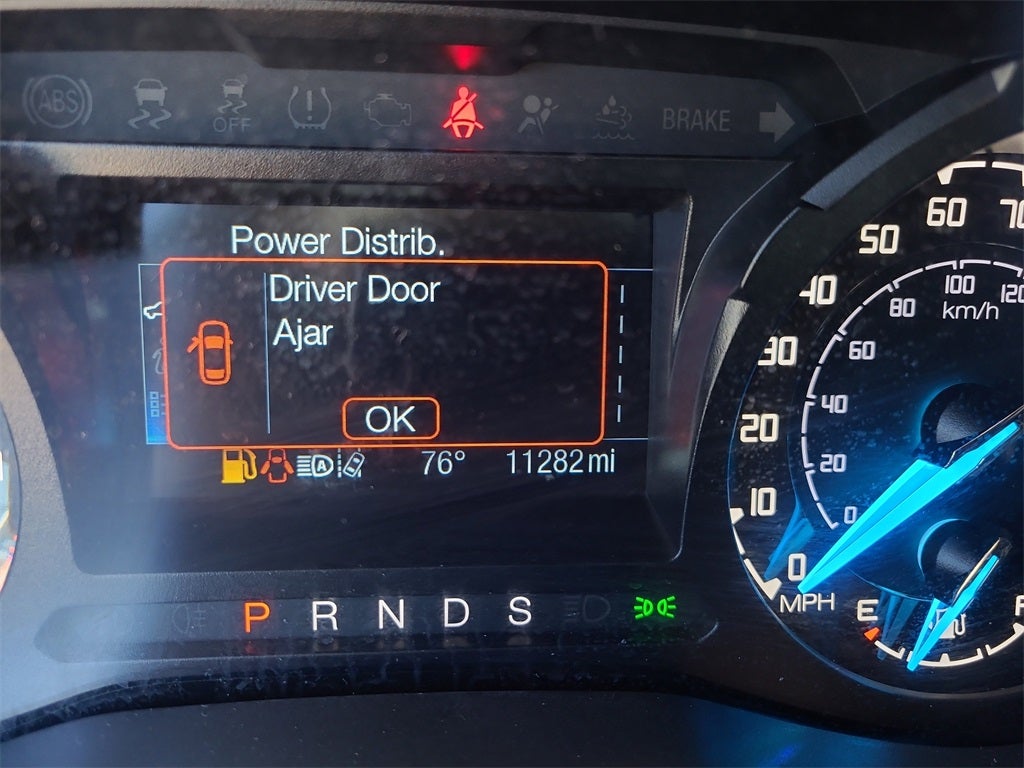 ABS
OFF
BRAKE
Power Distrib.
Driver Door
Ajar
OK
A
76° 11282 mi
P R N D S
0
10
20
30
40
50
60
70
MPH
0
20
40
60
80
100
120
km/h
E
F